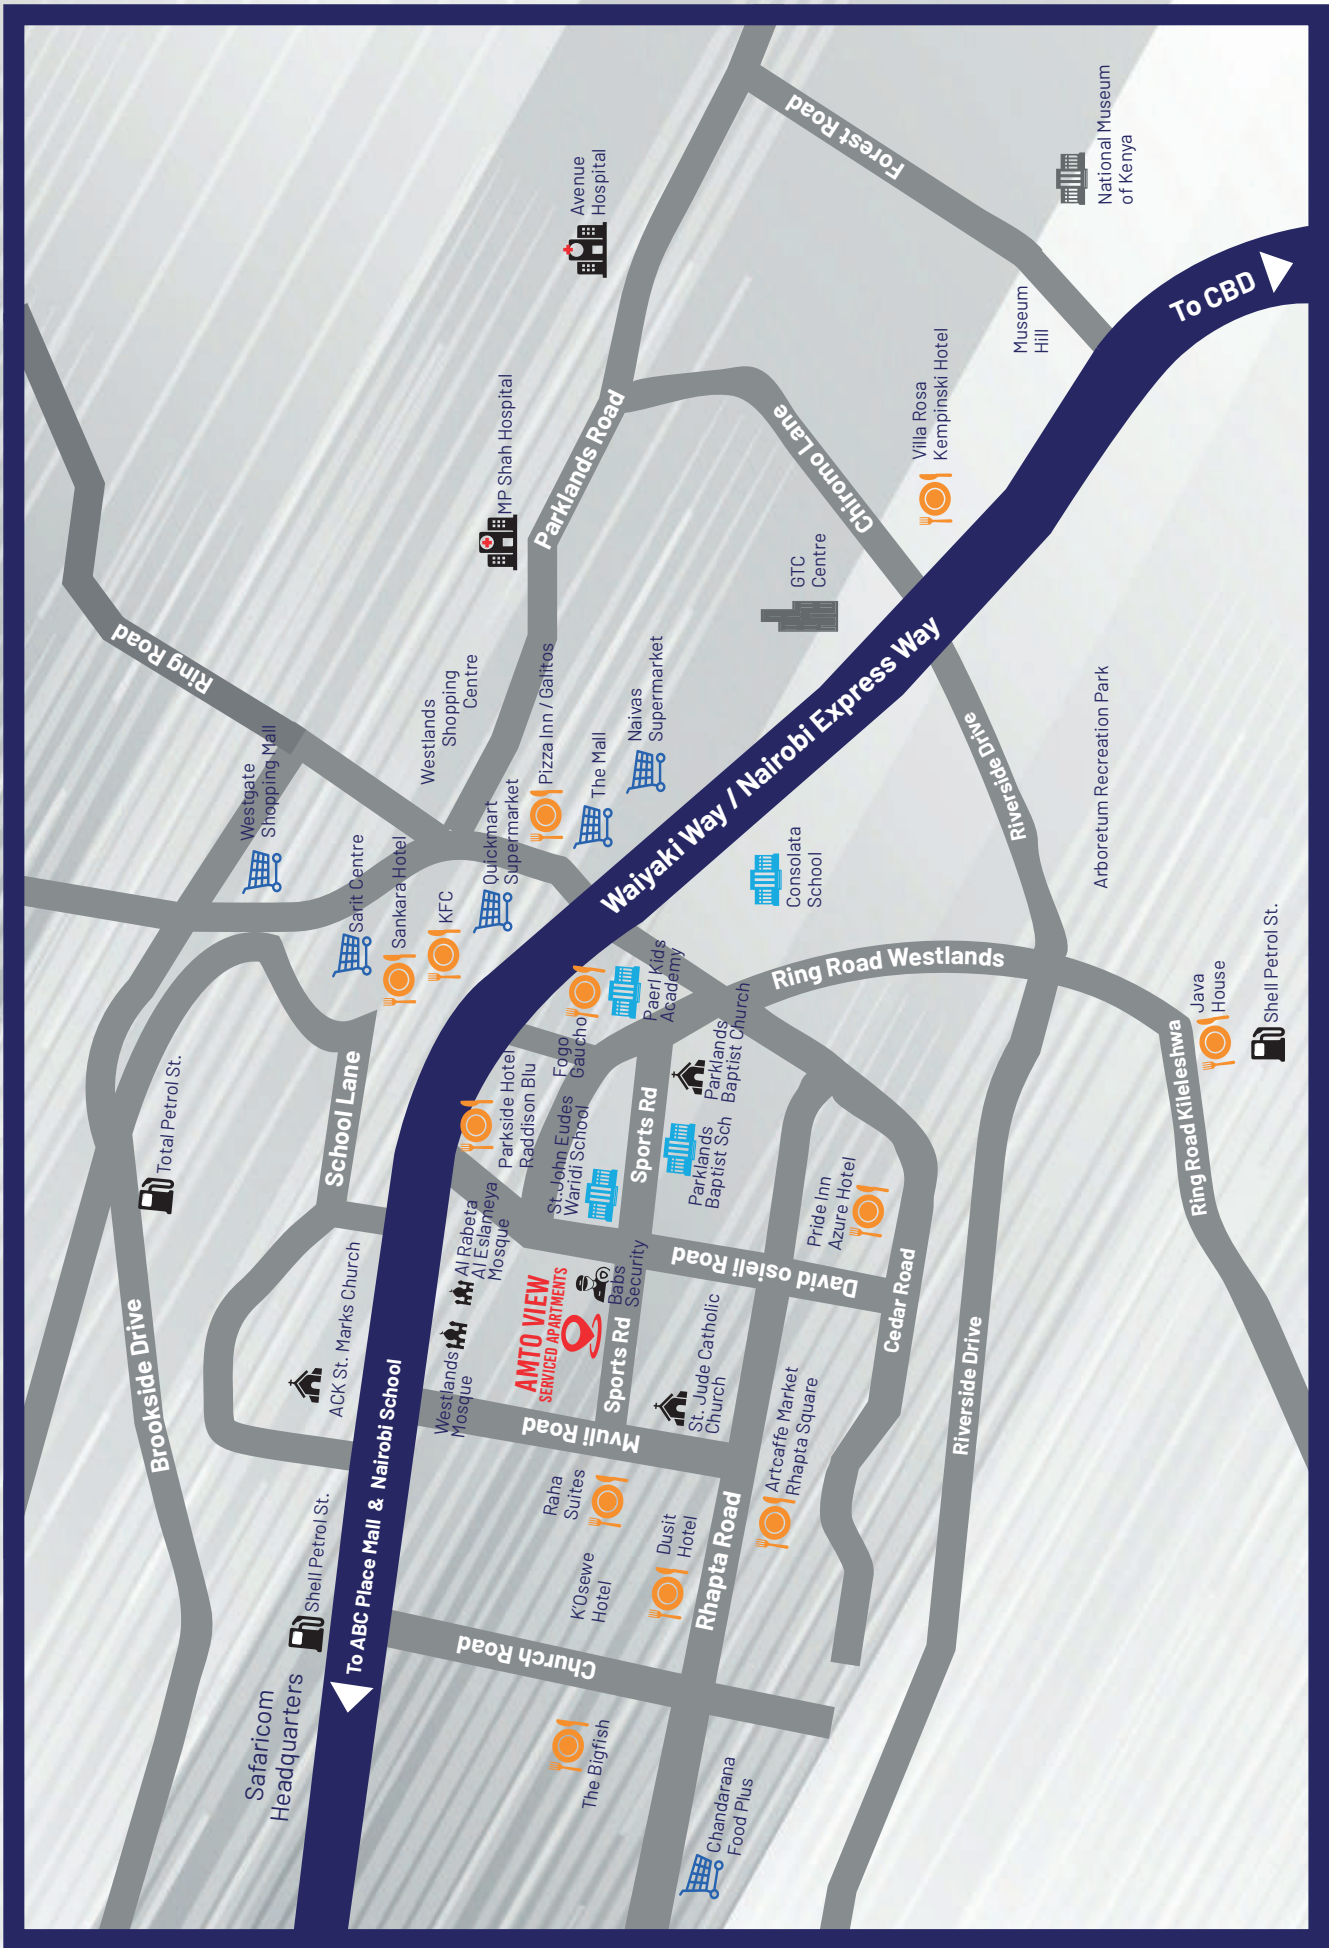 Safaricom
Headquarters
Shell Petrol St.
To ABC Place Mall & Nairobi School
Brookside Drive
Total Petrol St.
ACK St. Marks Church
School Lane
Westgate
Shopping Mall
Sarit Centre
Sankara Hotel
KFC
Quickmart
Supermarket
Ring Road
Westlands
Shopping
Centre
Pizza Inn / Galitos
The Mall
Naivas
Supermarket
MP Shah Hospital
Parklands Road
Avenue
Hospital
Forest Road
National Museum
of Kenya
Museum
Hill
To CBD
Villa Rosa
Kempinski Hotel
Chiromo Lane
GTC
Centre
Waiyaki Way / Nairobi Express Way
Consolata
School
Riverside Drive
Arboretum Recreation Park
Ring Road Westlands
Java
House
Shell Petrol St.
Ring Road Kileleshwa
Paerl Kids
Academy
Fogo
Gaucho
Parkside Hotel
Raddison Blu
St. John Eudes
Waridi School
Sports Rd
Parklands
Baptist Church
Parklands
Baptist Sch
Al Rabeta
Al Eslameya
Mosque
Westlands
Mosque
AMTO VIEW
SERVICED APARTMENTS
Babs
Security
Sports Rd
David osieli Road
Pride Inn
Azure Hotel
Cedar Road
Riverside Drive
St. Jude Catholic
Church
Mvuli Road
Artcaffe Market
Rhapta Square
Raha
Suites
K'Osewe
Hotel
Dusit
Hotel
Rhapta Road
Church Road
The Bigfish
Chandarana
Food Plus